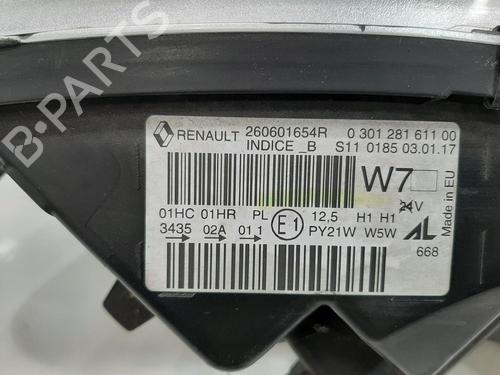 RENAULT 260601654R 0 301 281 611 00
INDICE _B S11 0185 03.01.17
W7
24V
Made in EU
01HC 01HR PL E1 12,5 H1 H1
3435 02A 01 1 PY21W W5W AL
668
B-PARTS